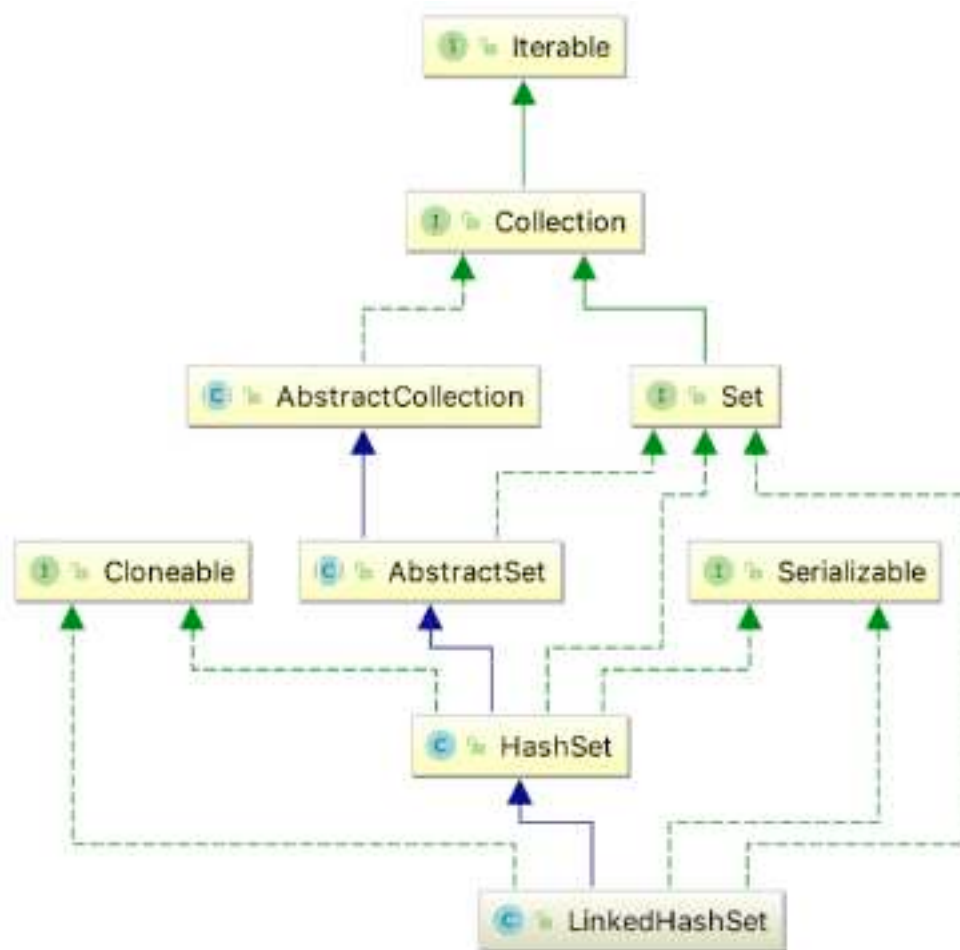 I Iterable
I Collection
C AbstractCollection
I Set
I Cloneable
C AbstractSet
I Serializable
C HashSet
C LinkedHashSet